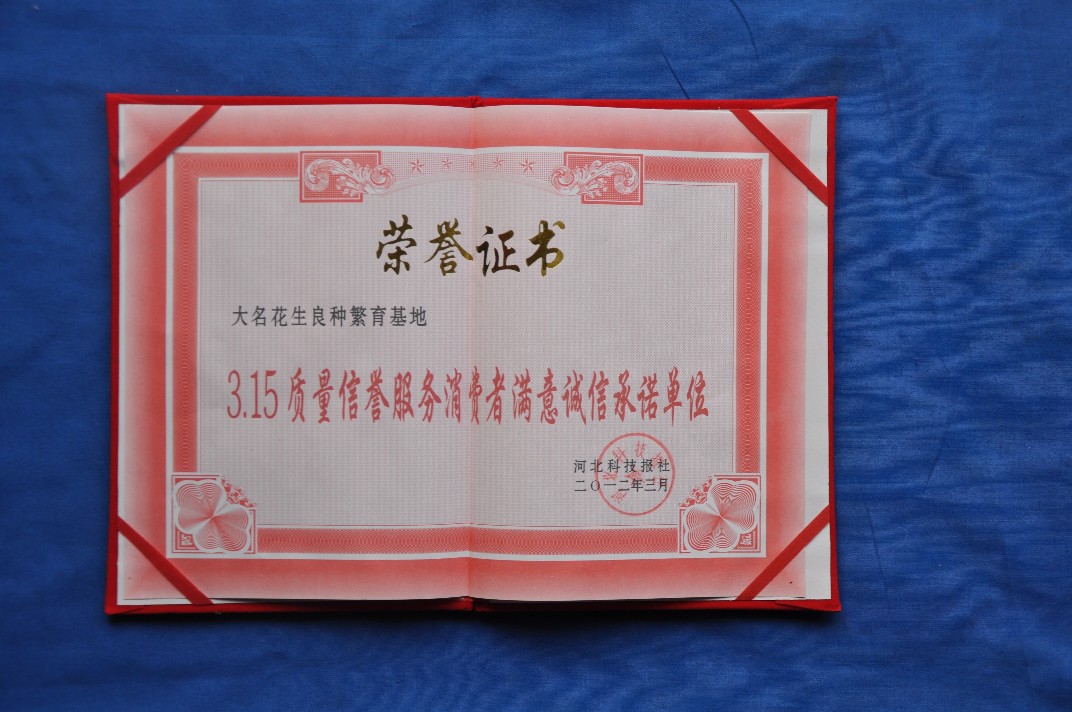 荣誉证书
大名花生良种繁育基地
3.15质量信誉服务消费者满意诚信承诺单位
河北科技报社
二〇一二年三月